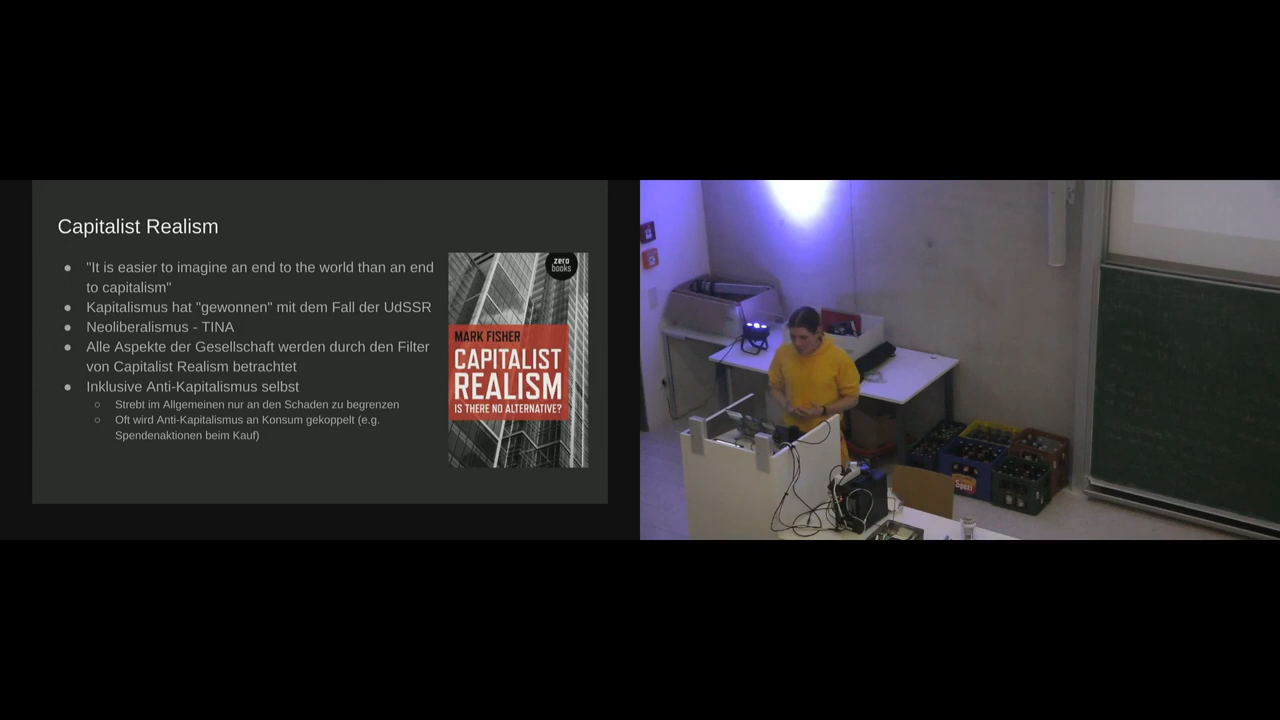 Capitalist Realism
● "It is easier to imagine an end to the world than an end
to capitalism"
● Kapitalismus hat "gewonnen" mit dem Fall der UdSSR
● Neoliberalismus - TINA
● Alle Aspekte der Gesellschaft werden durch den Filter
von Capitalist Realism betrachtet
● Inklusive Anti-Kapitalismus selbst
○ Strebt im Allgemeinen nur an den Schaden zu begrenzen
○ Oft wird Anti-Kapitalismus an Konsum gekoppelt (e.g.
Spendenaktionen beim Kauf)
zero
books
MARK FISHER
CAPITALIST
REALISM
IS THERE NO ALTERNATIVE?
Spezi